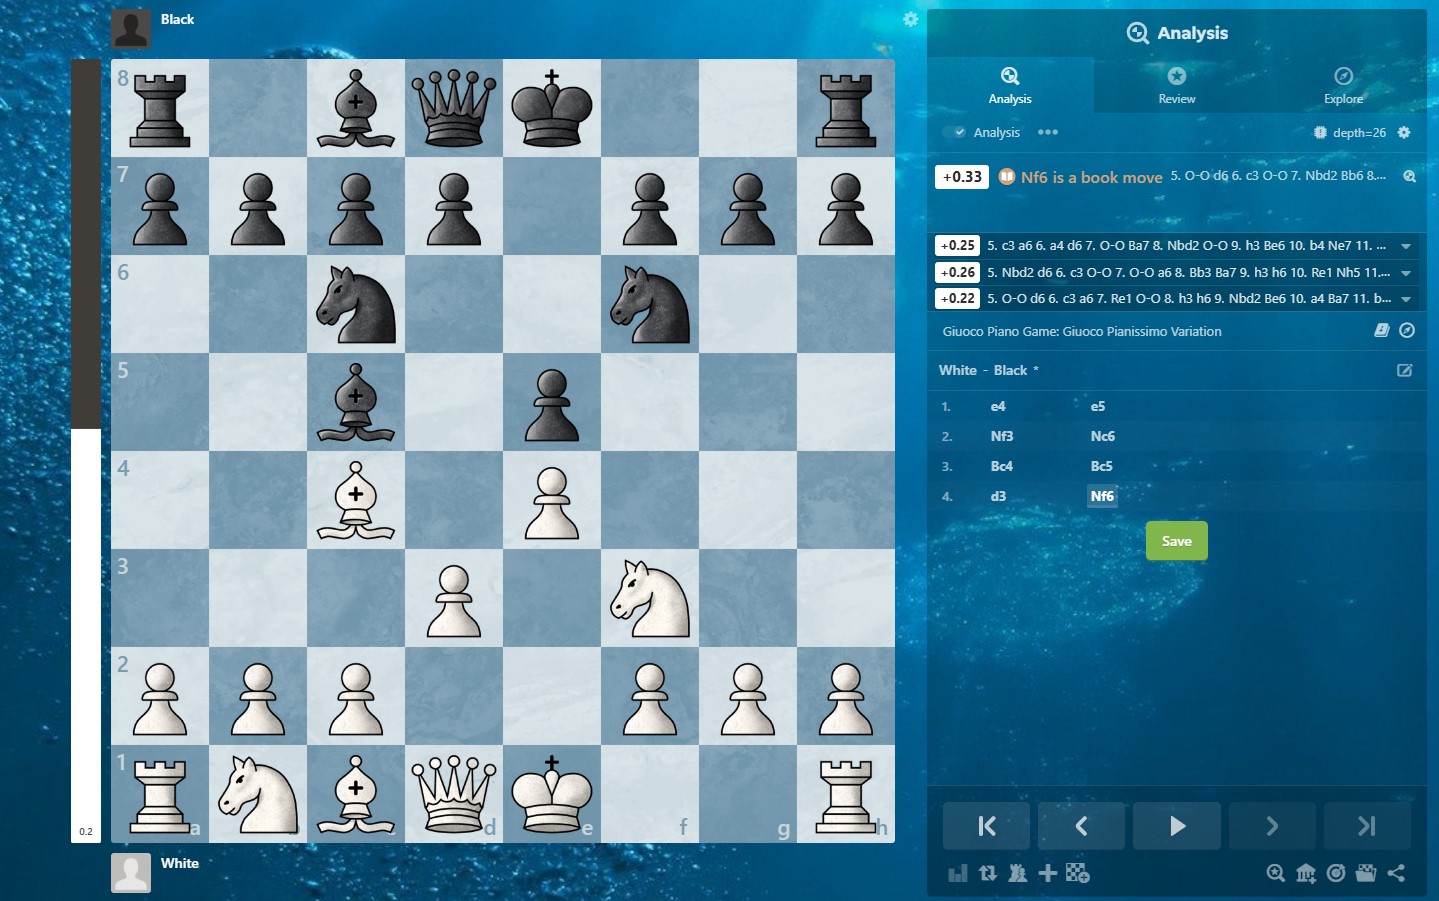 Black
Analysis
Analysis Review Explore
Analysis depth=26
+0.33 Nf6 is a book move 5. O-O d6 6. c3 O-O 7. Nbd2 Bb6 8....
+0.25 5. c3 a6 6. a4 d6 7. O-O Ba7 8. Nbd2 O-O 9. h3 Be6 10. b4 Ne7 11. ...
+0.26 5. Nbd2 d6 6. c3 O-O 7. O-O a6 8. Bb3 Ba7 9. h3 h6 10. Re1 Nh5 11....
+0.22 5. O-O d6 6. c3 a6 7. Re1 O-O 8. h3 h6 9. Nbd2 Be6 10. a4 Ba7 11. b...
Giuoco Piano Game: Giuoco Pianissimo Variation
White - Black *
1. e4 e5
2. Nf3 Nc6
3. Bc4 Bc5
4. d3 Nf6
Save
8
7
6
5
4
3
2
1
a b c d e f g h
0.2
White